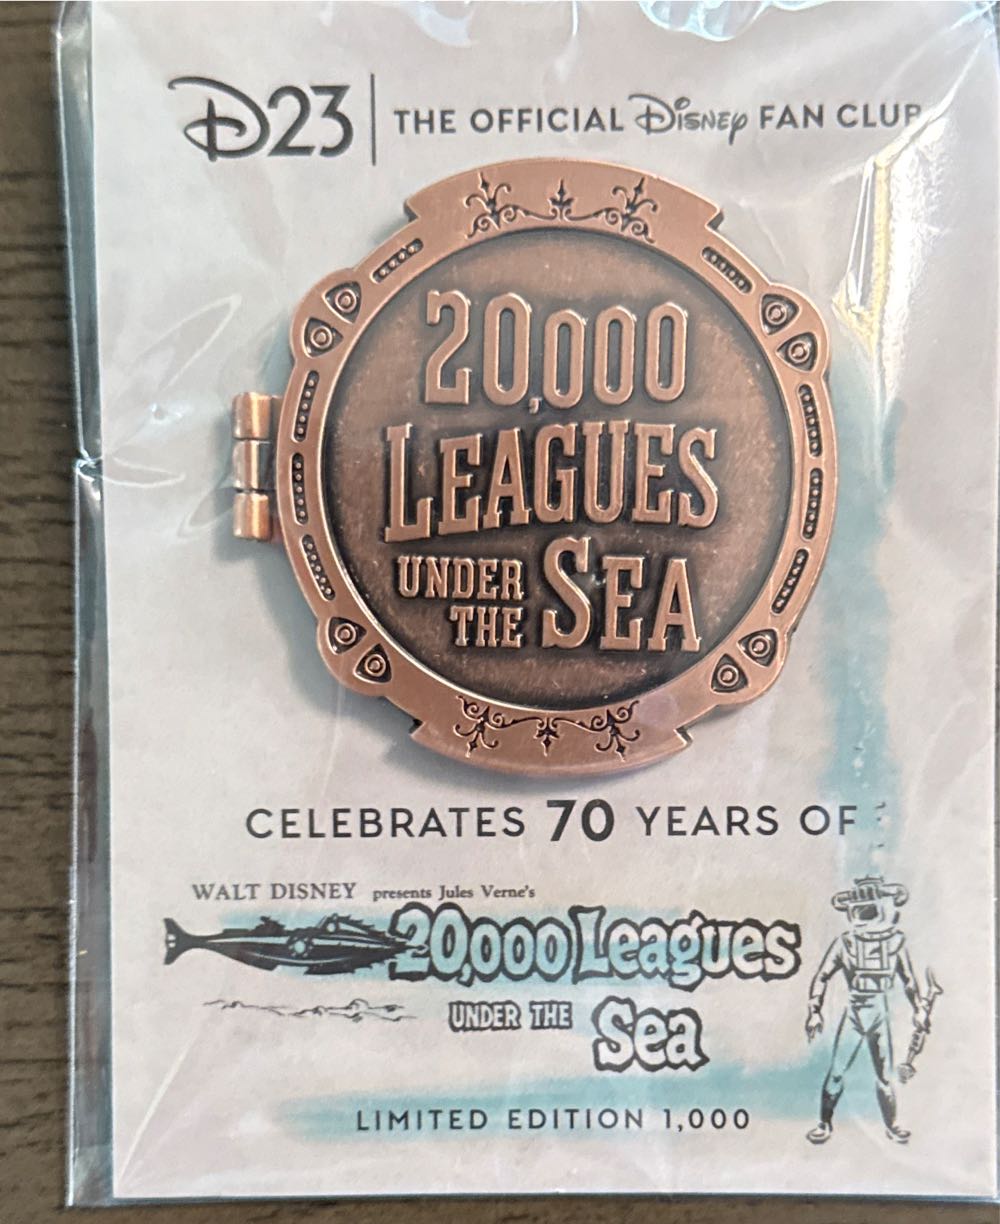 D23 | THE OFFICIAL Disney FAN CLUB
20,000
LEAGUES
UNDER
THE SEA
CELEBRATES 70 YEARS OF
WALT DISNEY presents Jules Verne's
20,000 Leagues
UNDER THE Sea
LIMITED EDITION 1,000